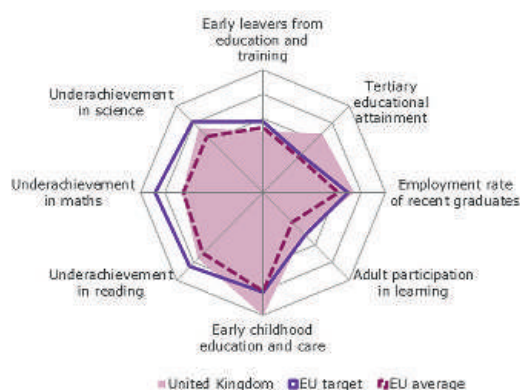 Early leavers from
education and
training
Tertiary
educational
attainment
Employment rate
of recent graduates
Adult participation
in learning
Early childhood
education and care
Underachievement
in reading
Underachievement
in maths
Underachievement
in science
United Kingdom EU target EU average